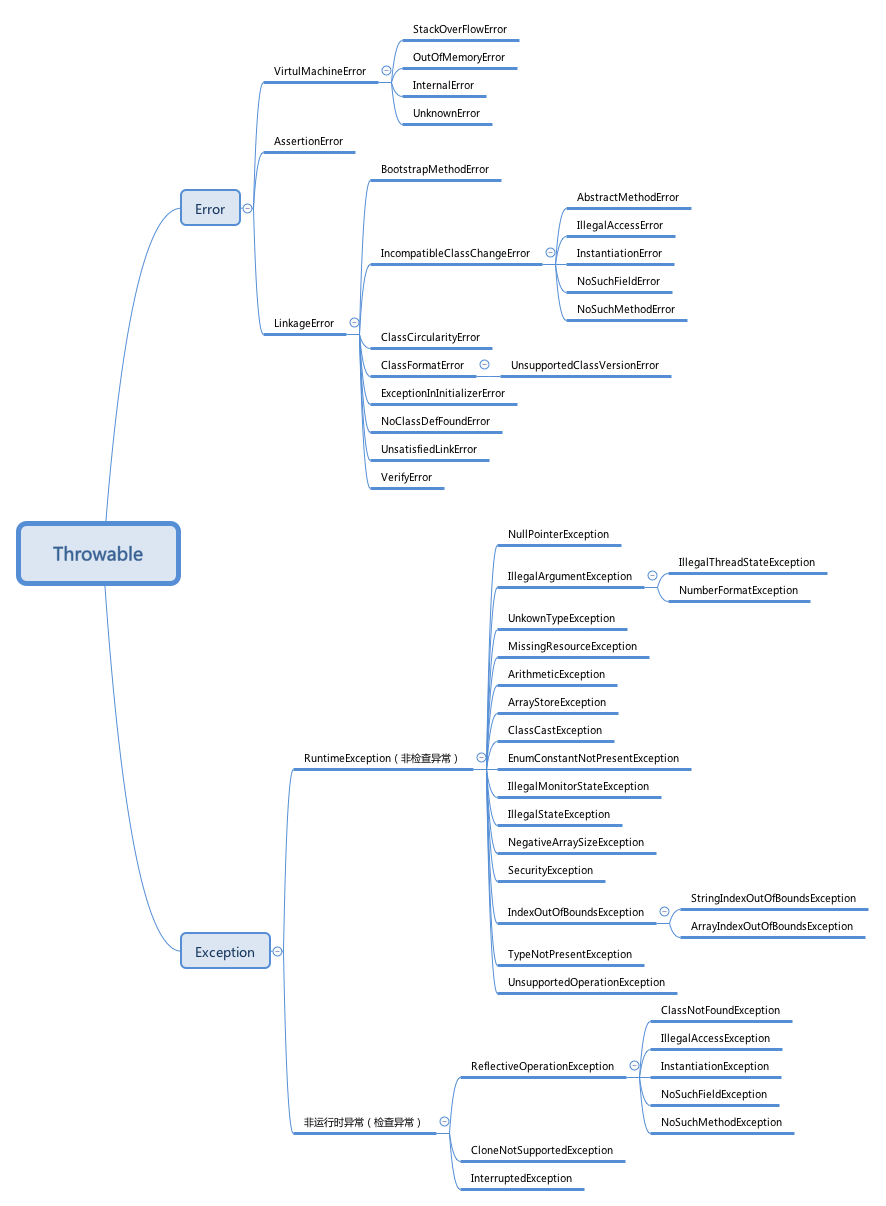 Throwable
Error
VirtulMachineError
StackOverFlowError
OutOfMemoryError
InternalError
UnknownError
AssertionError
LinkageError
BootstrapMethodError
IncompatibleClassChangeError
AbstractMethodError
IllegalAccessError
InstantiationError
NoSuchFieldError
NoSuchMethodError
ClassCircularityError
ClassFormatError
UnsupportedClassVersionError
ExceptionInInitializerError
NoClassDefFoundError
UnsatisfiedLinkError
VerifyError
Exception
RuntimeException（非检查异常）
NullPointerException
IllegalArgumentException
IllegalThreadStateException
NumberFormatException
UnkownTypeException
MissingResourceException
ArithmeticException
ArrayStoreException
ClassCastException
EnumConstantNotPresentException
IllegalMonitorStateException
IllegalStateException
NegativeArraySizeException
SecurityException
IndexOutOfBoundsException
StringIndexOutOfBoundsException
ArrayIndexOutOfBoundsException
TypeNotPresentException
UnsupportedOperationException
非运行时异常（检查异常）
ReflectiveOperationException
ClassNotFoundException
IllegalAccessException
InstantiationException
NoSuchFieldException
NoSuchMethodException
CloneNotSupportedException
InterruptedException